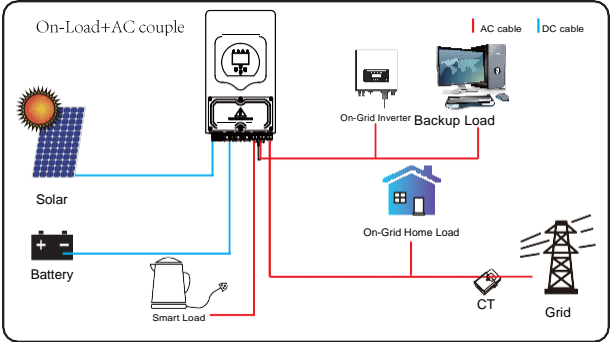 On-Load+AC couple
AC cable
DC cable
On-Grid Inverter
Backup Load
Solar
On-Grid Home Load
Battery
Smart Load
CT
Grid